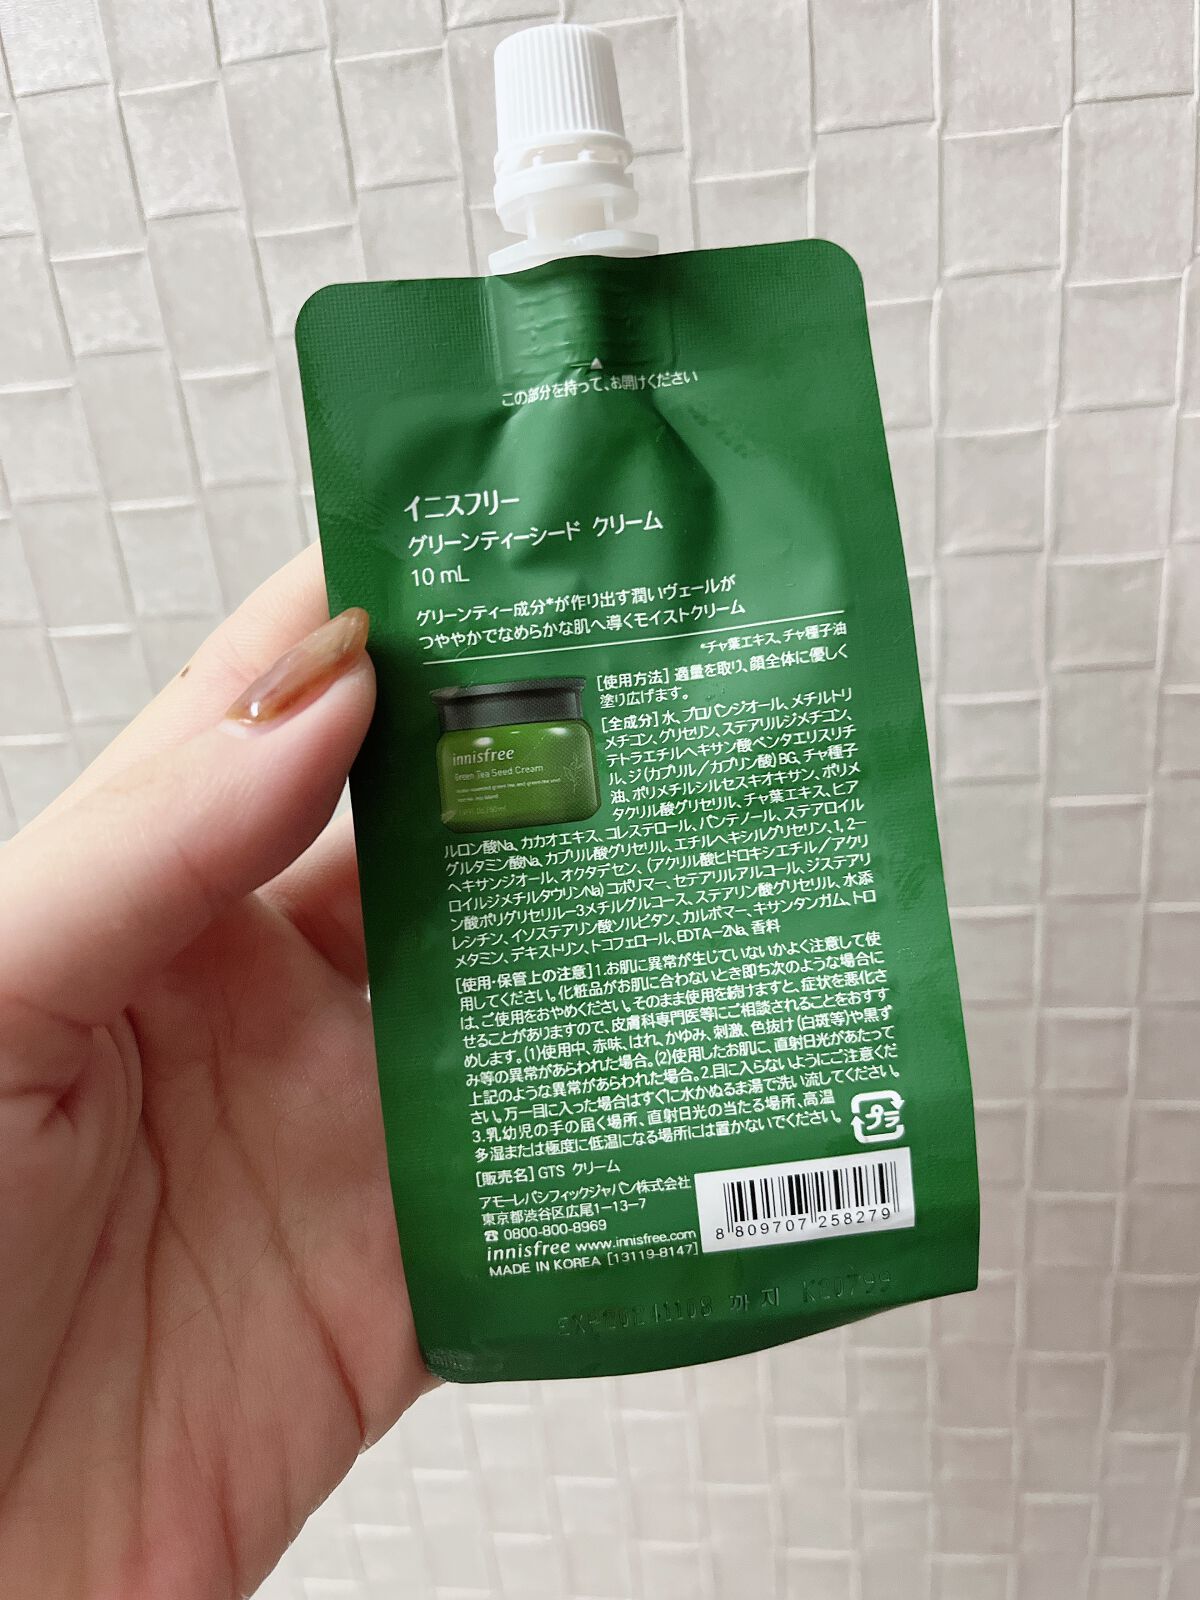 この部分を持って、お開けください
イニスフリー
グリーンティーシード クリーム
10 mL
グリーンティー成分*が作り出す潤いヴェールが
つややかでなめらかな肌へ導くモイストクリーム
*チャ葉エキス、チャ種子油
[使用方法] 適量を取り、顔全体に優しく
塗り広げます。
[全成分] 水、プロパンジオール、メチルトリ
メチコン、グリセリン、ステアリルジメチコン、
テトラエチルヘキサン酸ペンタエリスリチ
ル、ジ(カプリル/カプリン酸)BG、チャ種子
油、ポリメチルシルセスキオキサン、ポリメ
タクリル酸グリセリル、チャ葉エキス、ヒア
ルロン酸Na、カカオエキス、コレステロール、パンテノール、ステアロイル
グルタミン酸Na、カプリル酸グリセリル、エチルヘキシルグリセリン、1, 2-
ヘキサンジオール、オクタデセン、(アクリル酸ヒドロキシエチル/アクリ
ロイルジメチルタウリンNa)コポリマー、セテアリルアルコール、ジステアリ
ン酸ポリグリセリル-3メチルグルコース、ステアリン酸グリセリル、水添
レシチン、イソステアリン酸ソルビタン、カルボマー、キサンタンガム、トロ
メタミン、デキストリン、トコフェロール、EDTA-2Na、香料
[使用・保管上の注意] 1.お肌に異常が生じていないかよく注意して使
用してください。化粧品がお肌に合わないとき即ち次のような場合に
は、ご使用をおやめください。そのまま使用を続けますと、症状を悪化さ
せることがありますので、皮膚科専門医等にご相談されることをおすす
めします。(1)使用中、赤味、はれ、かゆみ、刺激、色抜け(白斑等)や黒ず
み等の異常があらわれた場合。(2)使用したお肌に、直射日光があたって
上記のような異常があらわれた場合。2.目に入らないようにご注意くだ
さい。万一目に入った場合はすぐに水かぬるま湯で洗い流してください。
3.乳幼児の手の届く場所、直射日光の当たる場所、高温
多湿または極度に低温になる場所には置かないでください。
プラ
[販売名] GTS クリーム
アモーレパシフィックジャパン株式会社
東京都渋谷区広尾1-13-7
☎ 0800-800-8969
innisfree www.innisfree.com
MADE IN KOREA [13119-8147]
8 809707 258279
innisfree
Green Tea Seed Cream
EXP20241108 까지 KS0799